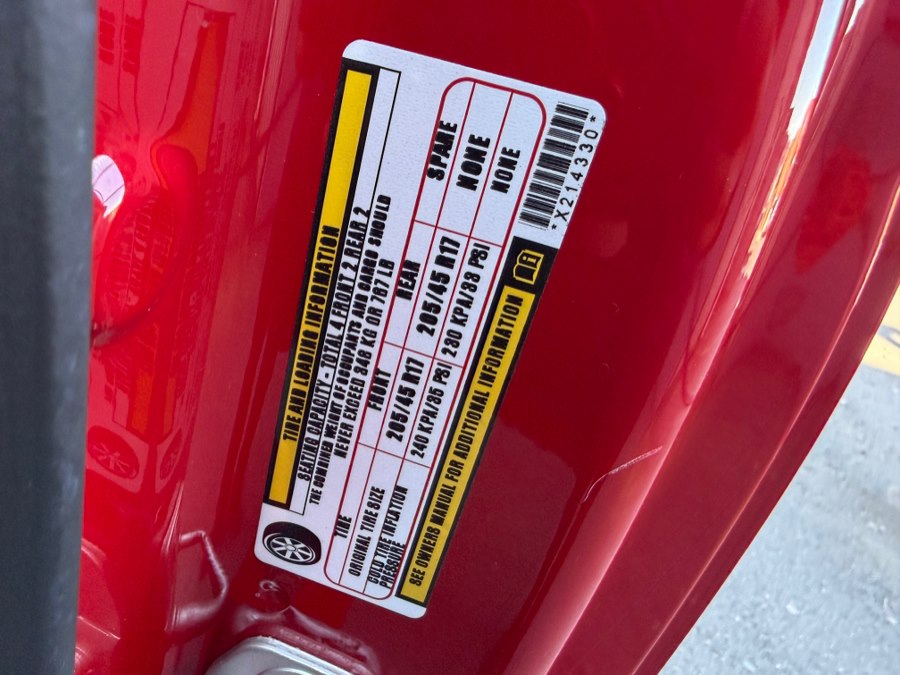 TIRE AND LOADING INFORMATION
SEATING CAPACITY - TOTAL 4 FRONT 2 REAR 2
THE COMBINED WEIGHT OF OCCUPANTS AND CARGO SHOULD
NEVER EXCEED 348 KG OR 767 LB
TIRE FRONT REAR SPARE
ORIGINAL TIRE SIZE 205/45 R17 205/45 R17 NONE
COLD TIRE INFLATION PRESSURE 240 KPA/35 PSI 230 KPA/33 PSI NONE
SEE OWNERS MANUAL FOR ADDITIONAL INFORMATION
*X214330*